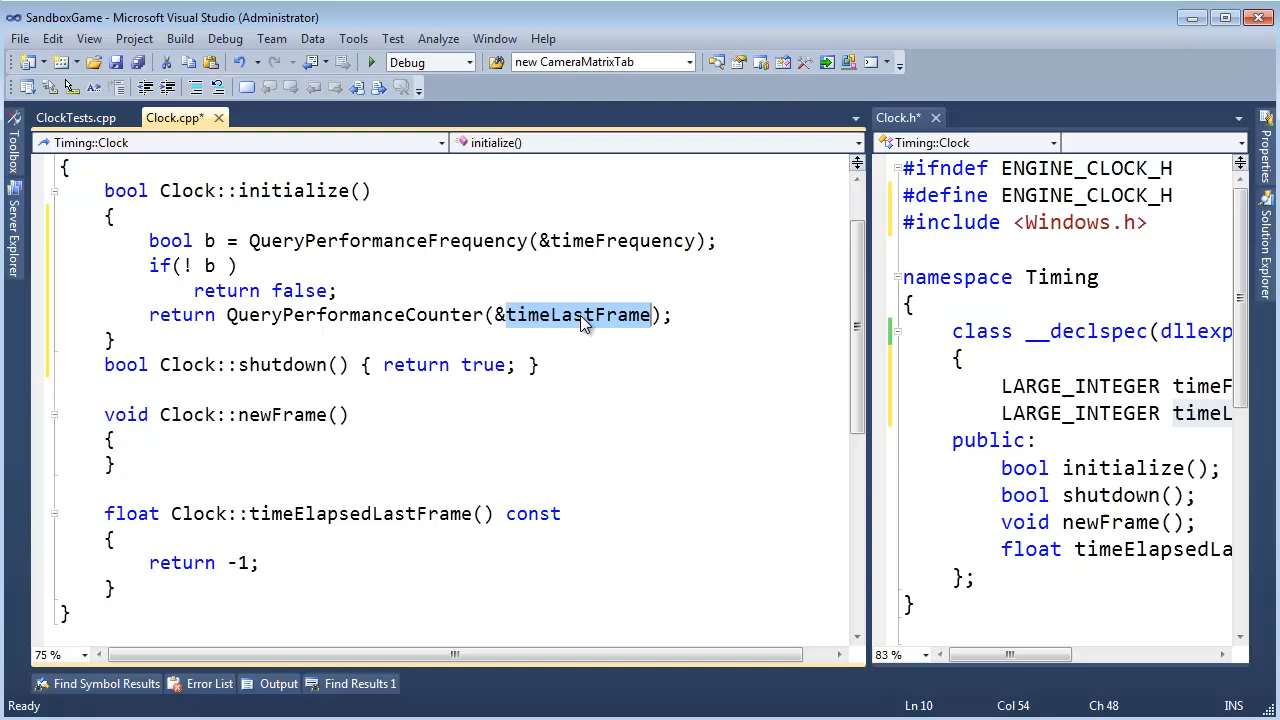 SandboxGame - Microsoft Visual Studio (Administrator)
File Edit View Project Build Debug Team Data Tools Test Analyze Window Help
Debug new CameraMatrixTab
ClockTests.cpp Clock.cpp* Clock.h*
Timing::Clock initialize() Timing::Clock
Toolbox
Server Explorer
{
bool Clock::initialize()
{
bool b = QueryPerformanceFrequency(&timeFrequency);
if(! b )
return false;
return QueryPerformanceCounter(&timeLastFrame);
}
bool Clock::shutdown() { return true; }
void Clock::newFrame()
{
}
float Clock::timeElapsedLastFrame() const
{
return -1;
}
}
75 %
#ifndef ENGINE_CLOCK_H
#define ENGINE_CLOCK_H
#include <Windows.h>
namespace Timing
{
class __declspec(dllexp
{
LARGE_INTEGER timeF
LARGE_INTEGER timeL
public:
bool initialize();
bool shutdown();
void newFrame();
float timeElapsedLa
};
}
83 %
Properties
Solution Explorer
Find Symbol Results Error List Output Find Results 1
Ready Ln 10 Col 54 Ch 48 INS